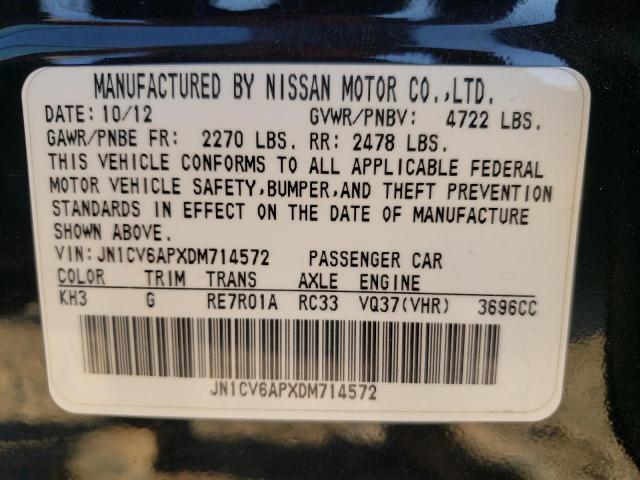 MANUFACTURED BY NISSAN MOTOR CO.,LTD.
DATE: 10/12 GVWR/PNBV: 4722 LBS.
GAWR/PNBE FR: 2270 LBS. RR: 2478 LBS.
THIS VEHICLE CONFORMS TO ALL APPLICABLE FEDERAL
MOTOR VEHICLE SAFETY,BUMPER,AND THEFT PREVENTION
STANDARDS IN EFFECT ON THE DATE OF MANUFACTURE
SHOWN ABOVE.
VIN: JN1CV6APXDM714572 PASSENGER CAR
COLOR TRIM TRANS AXLE ENGINE
KH3 G RE7R01A RC33 VQ37(VHR) 3696CC
JN1CV6APXDM714572